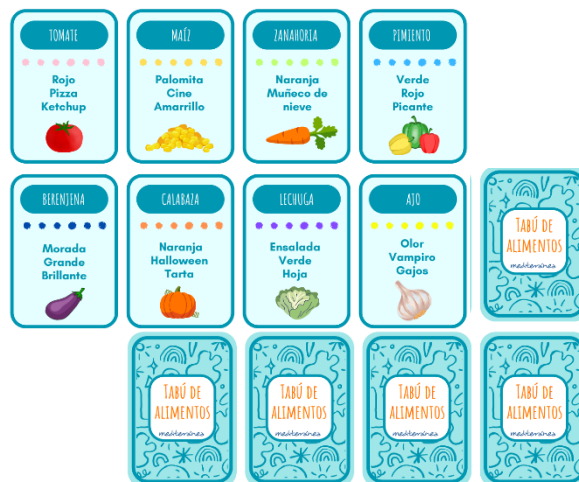 TOMATE
Rojo
Pizza
Ketchup
MAÍZ
Palomita
Cine
Amarrillo
ZANAHORIA
Naranja
Muñeco de
nieve
PIMIENTO
Verde
Rojo
Picante
BERENJENA
Morada
Grande
Brillante
CALABAZA
Naranja
Halloween
Tarta
LECHUGA
Ensalada
Verde
Hoja
AJO
Olor
Vampiro
Gajos
TABÚ DE
ALIMENTOS
TABÚ DE
ALIMENTOS
TABÚ DE
ALIMENTOS
TABÚ DE
ALIMENTOS
TABÚ DE
ALIMENTOS